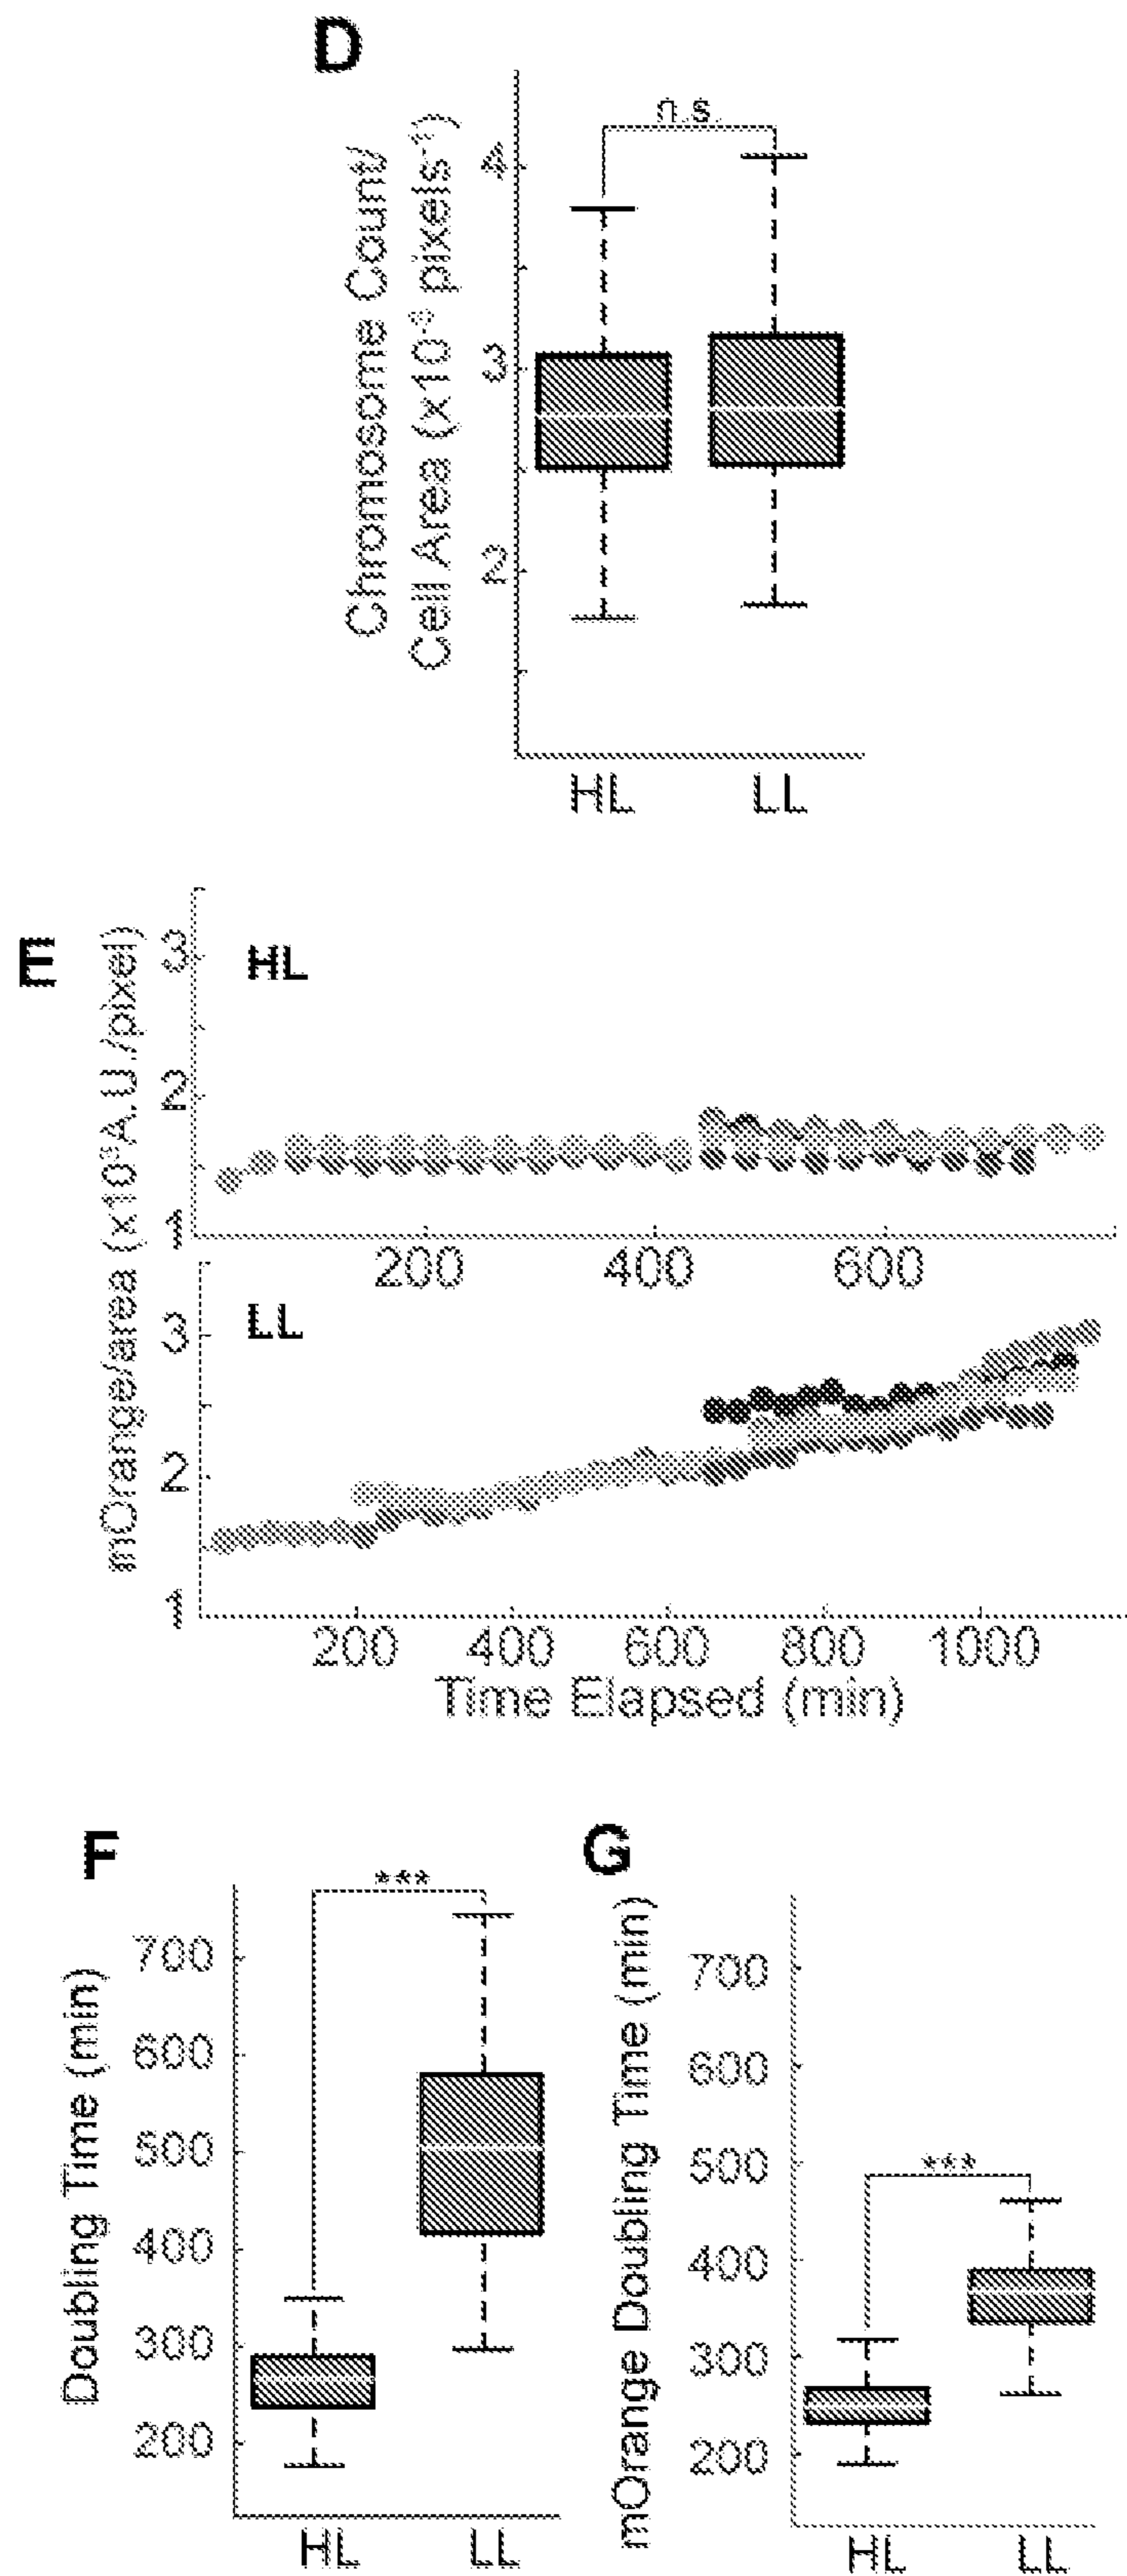 D
n.s.
Chromosome Count/
Cell Area (x10⁻³ pixels⁻¹)
4
3
2
HL LL
E
mOrange/area (x10³A.U./pixel)
HL
3
2
1
200 400 600
LL
3
2
1
200 400 600 800 1000
Time Elapsed (min)
F
***
Doubling Time (min)
700
600
500
400
300
200
HL LL
G
***
mOrange Doubling Time (min)
700
600
500
400
300
200
HL LL